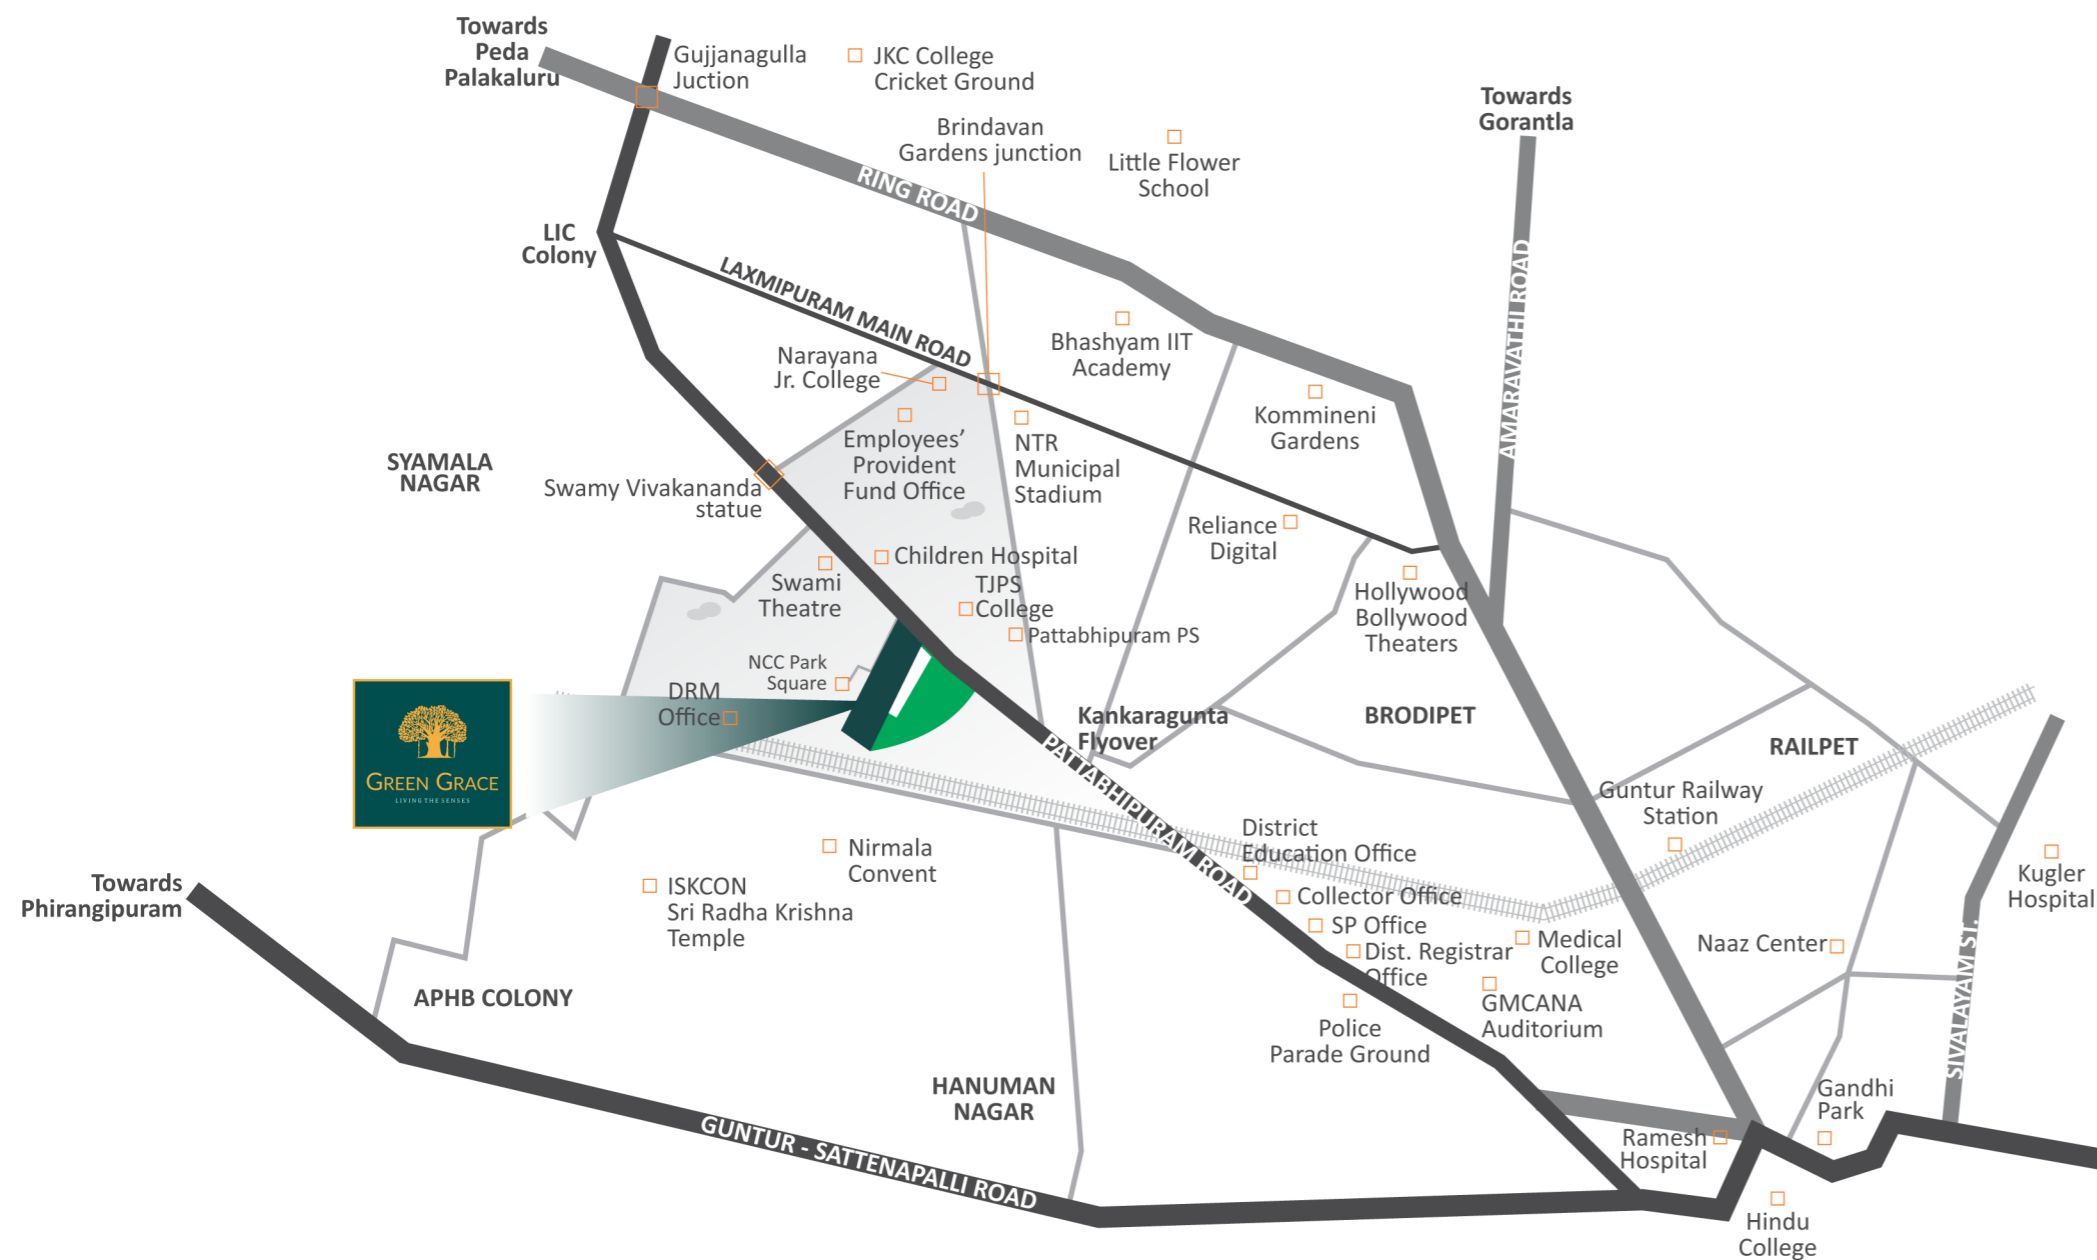 Towards
Peda
Palakaluru
Gujjanagulla
Juction
JKC College
Cricket Ground
Brindavan
Gardens junction
Little Flower
School
Towards
Gorantla
RING ROAD
LIC
Colony
LAXMIPURAM MAIN ROAD
AMARAVATHI ROAD
Narayana
Jr. College
Bhashyam IIT
Academy
Kommineni
Gardens
Employees’
Provident
Fund Office
NTR
Municipal
Stadium
SYAMALA
NAGAR
Swamy Vivakananda
statue
Reliance
Digital
Children Hospital
Swami
Theatre
TJPS
College
Pattabhipuram PS
Hollywood
Bollywood
Theaters
NCC Park
Square
DRM
Office
Kankaragunta
Flyover
BRODIPET
RAILPET
GREEN GRACE
LIVING THE SENSES
PATTABHIPURAM ROAD
Guntur Railway
Station
District
Education Office
Nirmala
Convent
ISKCON
Sri Radha Krishna
Temple
Towards
Phirangipuram
Collector Office
SP Office
Dist. Registrar
Office
Medical
College
Naaz Center
Kugler
Hospital
SIVALAYAM ST.
APHB COLONY
GMCANA
Auditorium
Police
Parade Ground
HANUMAN
NAGAR
Gandhi
Park
GUNTUR - SATTENAPALLI ROAD
Ramesh
Hospital
Hindu
College